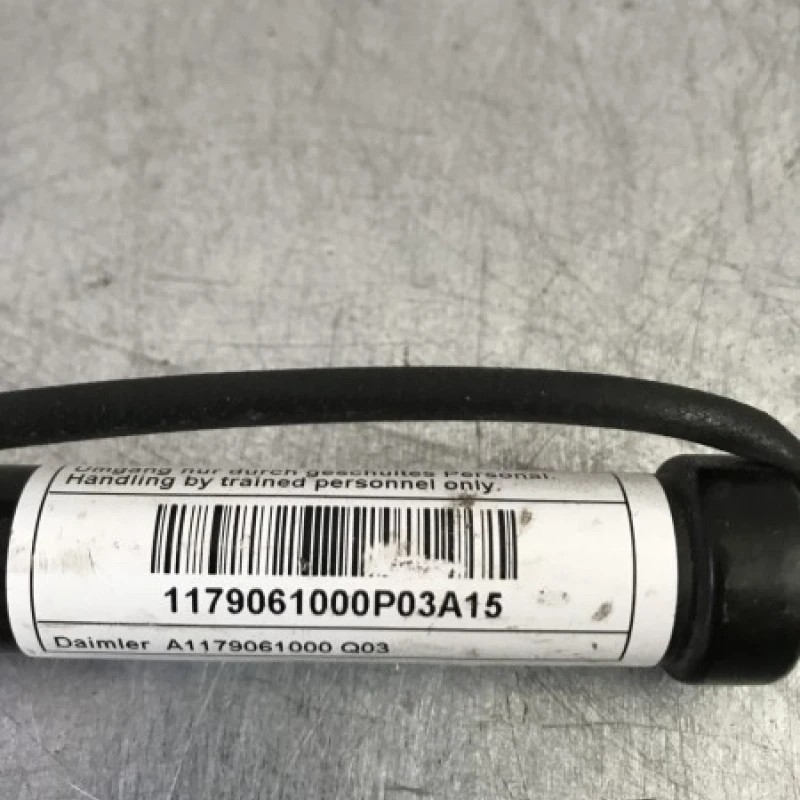 Umgang nur durch geschultes Personal.
Handling by trained personnel only.
1179061000P03A15
Daimler A1179061000 Q03